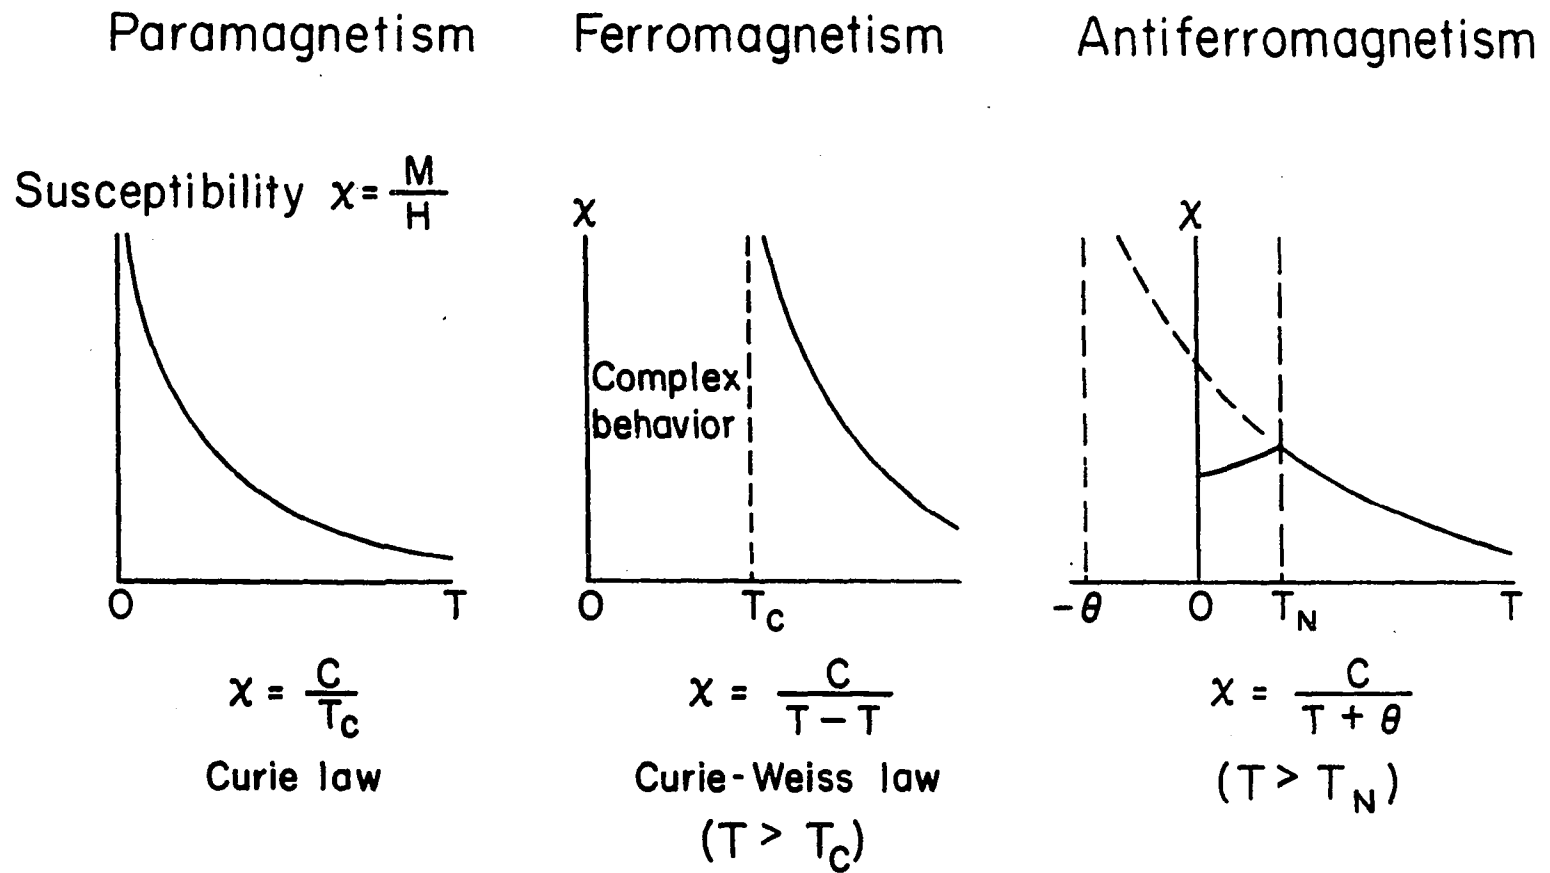 Paramagnetism
Susceptibility χ = M/H
O T
χ = C/T_C
Curie law
Ferromagnetism
χ
Complex
behavior
O T_C
χ = C/(T − T)
Curie-Weiss law
(T > T_C)
Antiferromagnetism
χ
−θ O T_N T
χ = C/(T + θ)
(T > T_N)